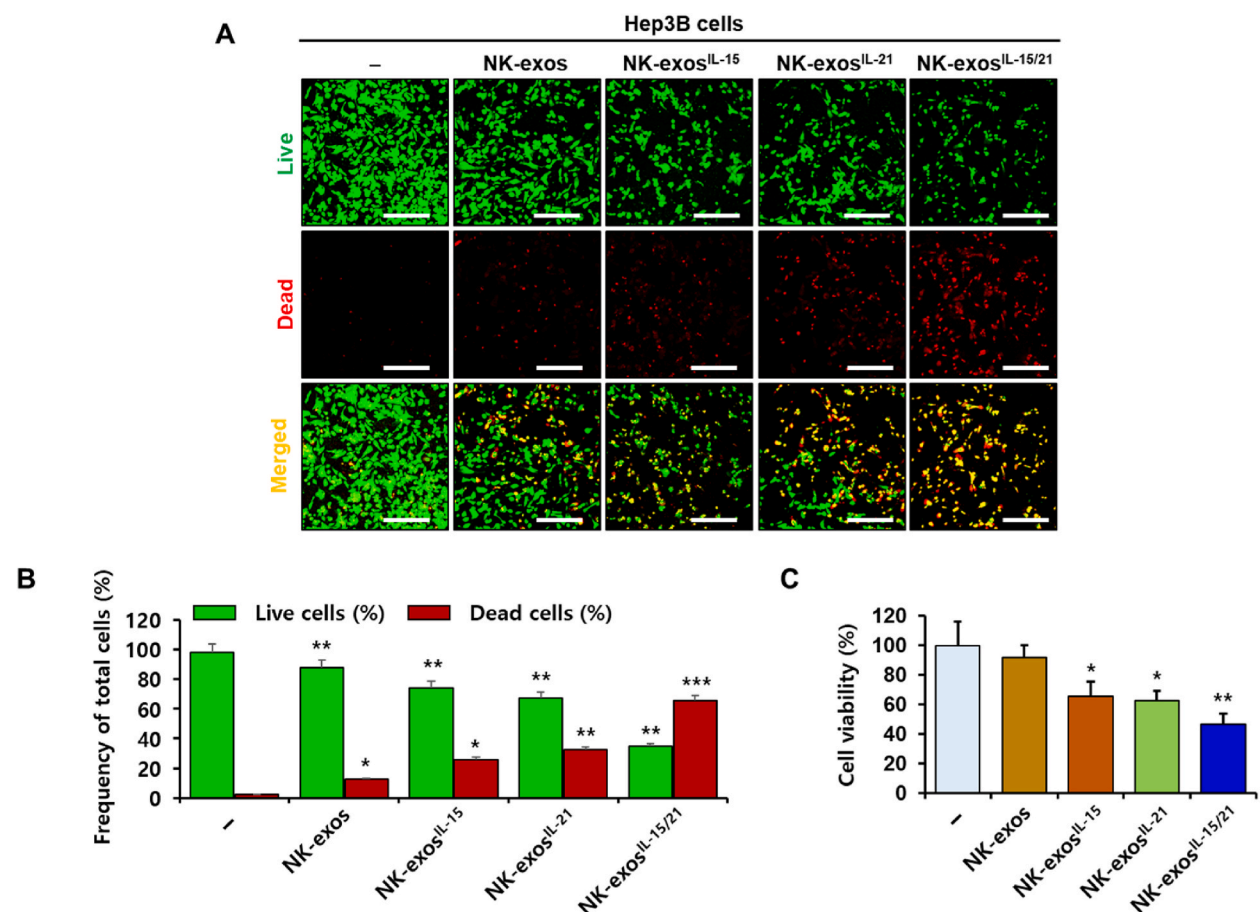 A
Hep3B cells
– NK-exos NK-exosIL-15 NK-exosIL-21 NK-exosIL-15/21
Live
Dead
Merged
B
Frequency of total cells (%)
Live cells (%) Dead cells (%)
120
100
80
60
40
20
0
** ** ** ** * * ** ***
– NK-exos NK-exosIL-15 NK-exosIL-21 NK-exosIL-15/21
C
Cell viability (%)
120
100
80
60
40
20
0
* * **
– NK-exos NK-exosIL-15 NK-exosIL-21 NK-exosIL-15/21